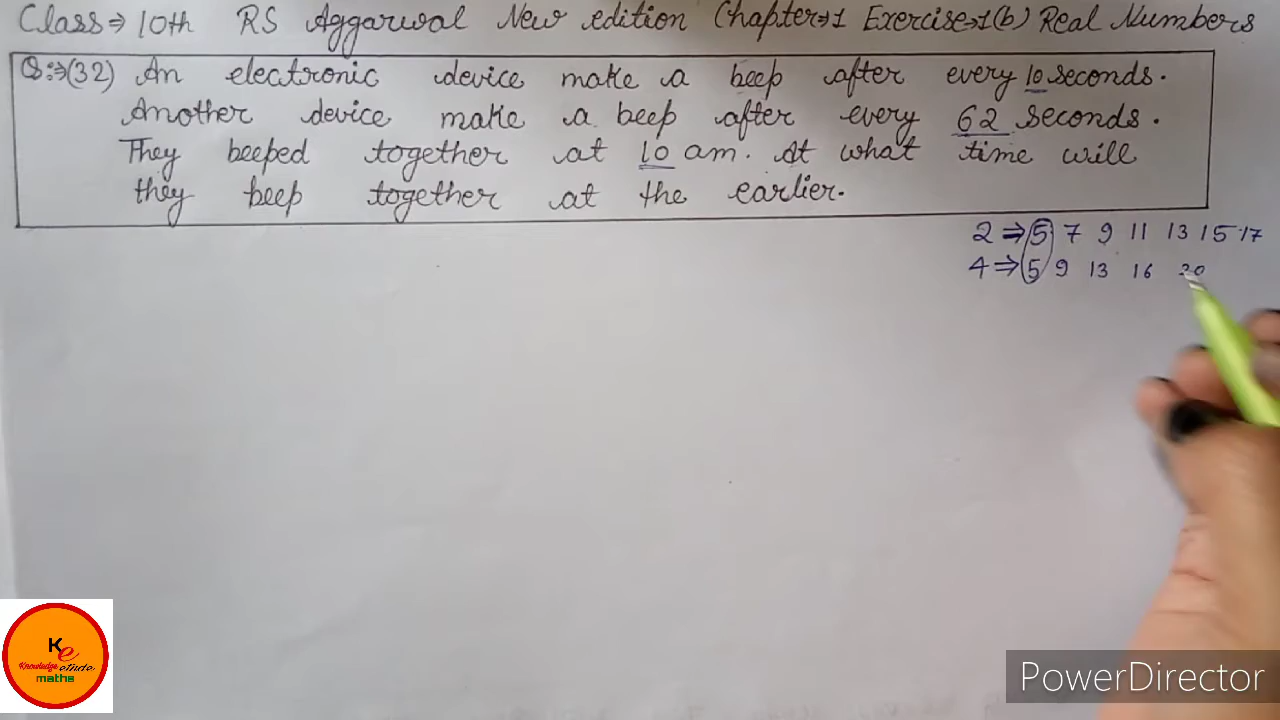 Class⇒ 10th RS Aggarwal New edition Chapter⇒1 Exercise⇒1(b) Real Numbers
Q:⇒(32) An electronic device make a beep after every 10 seconds.
Another device make a beep after every 62 seconds.
They beeped together at 10 am. At what time will
they beep together at the earlier.
2 ⇒ 5 7 9 11 13 15 17
4 ⇒ 5 9 13 16 20
Ke
Knowledge etude
maths
PowerDirector